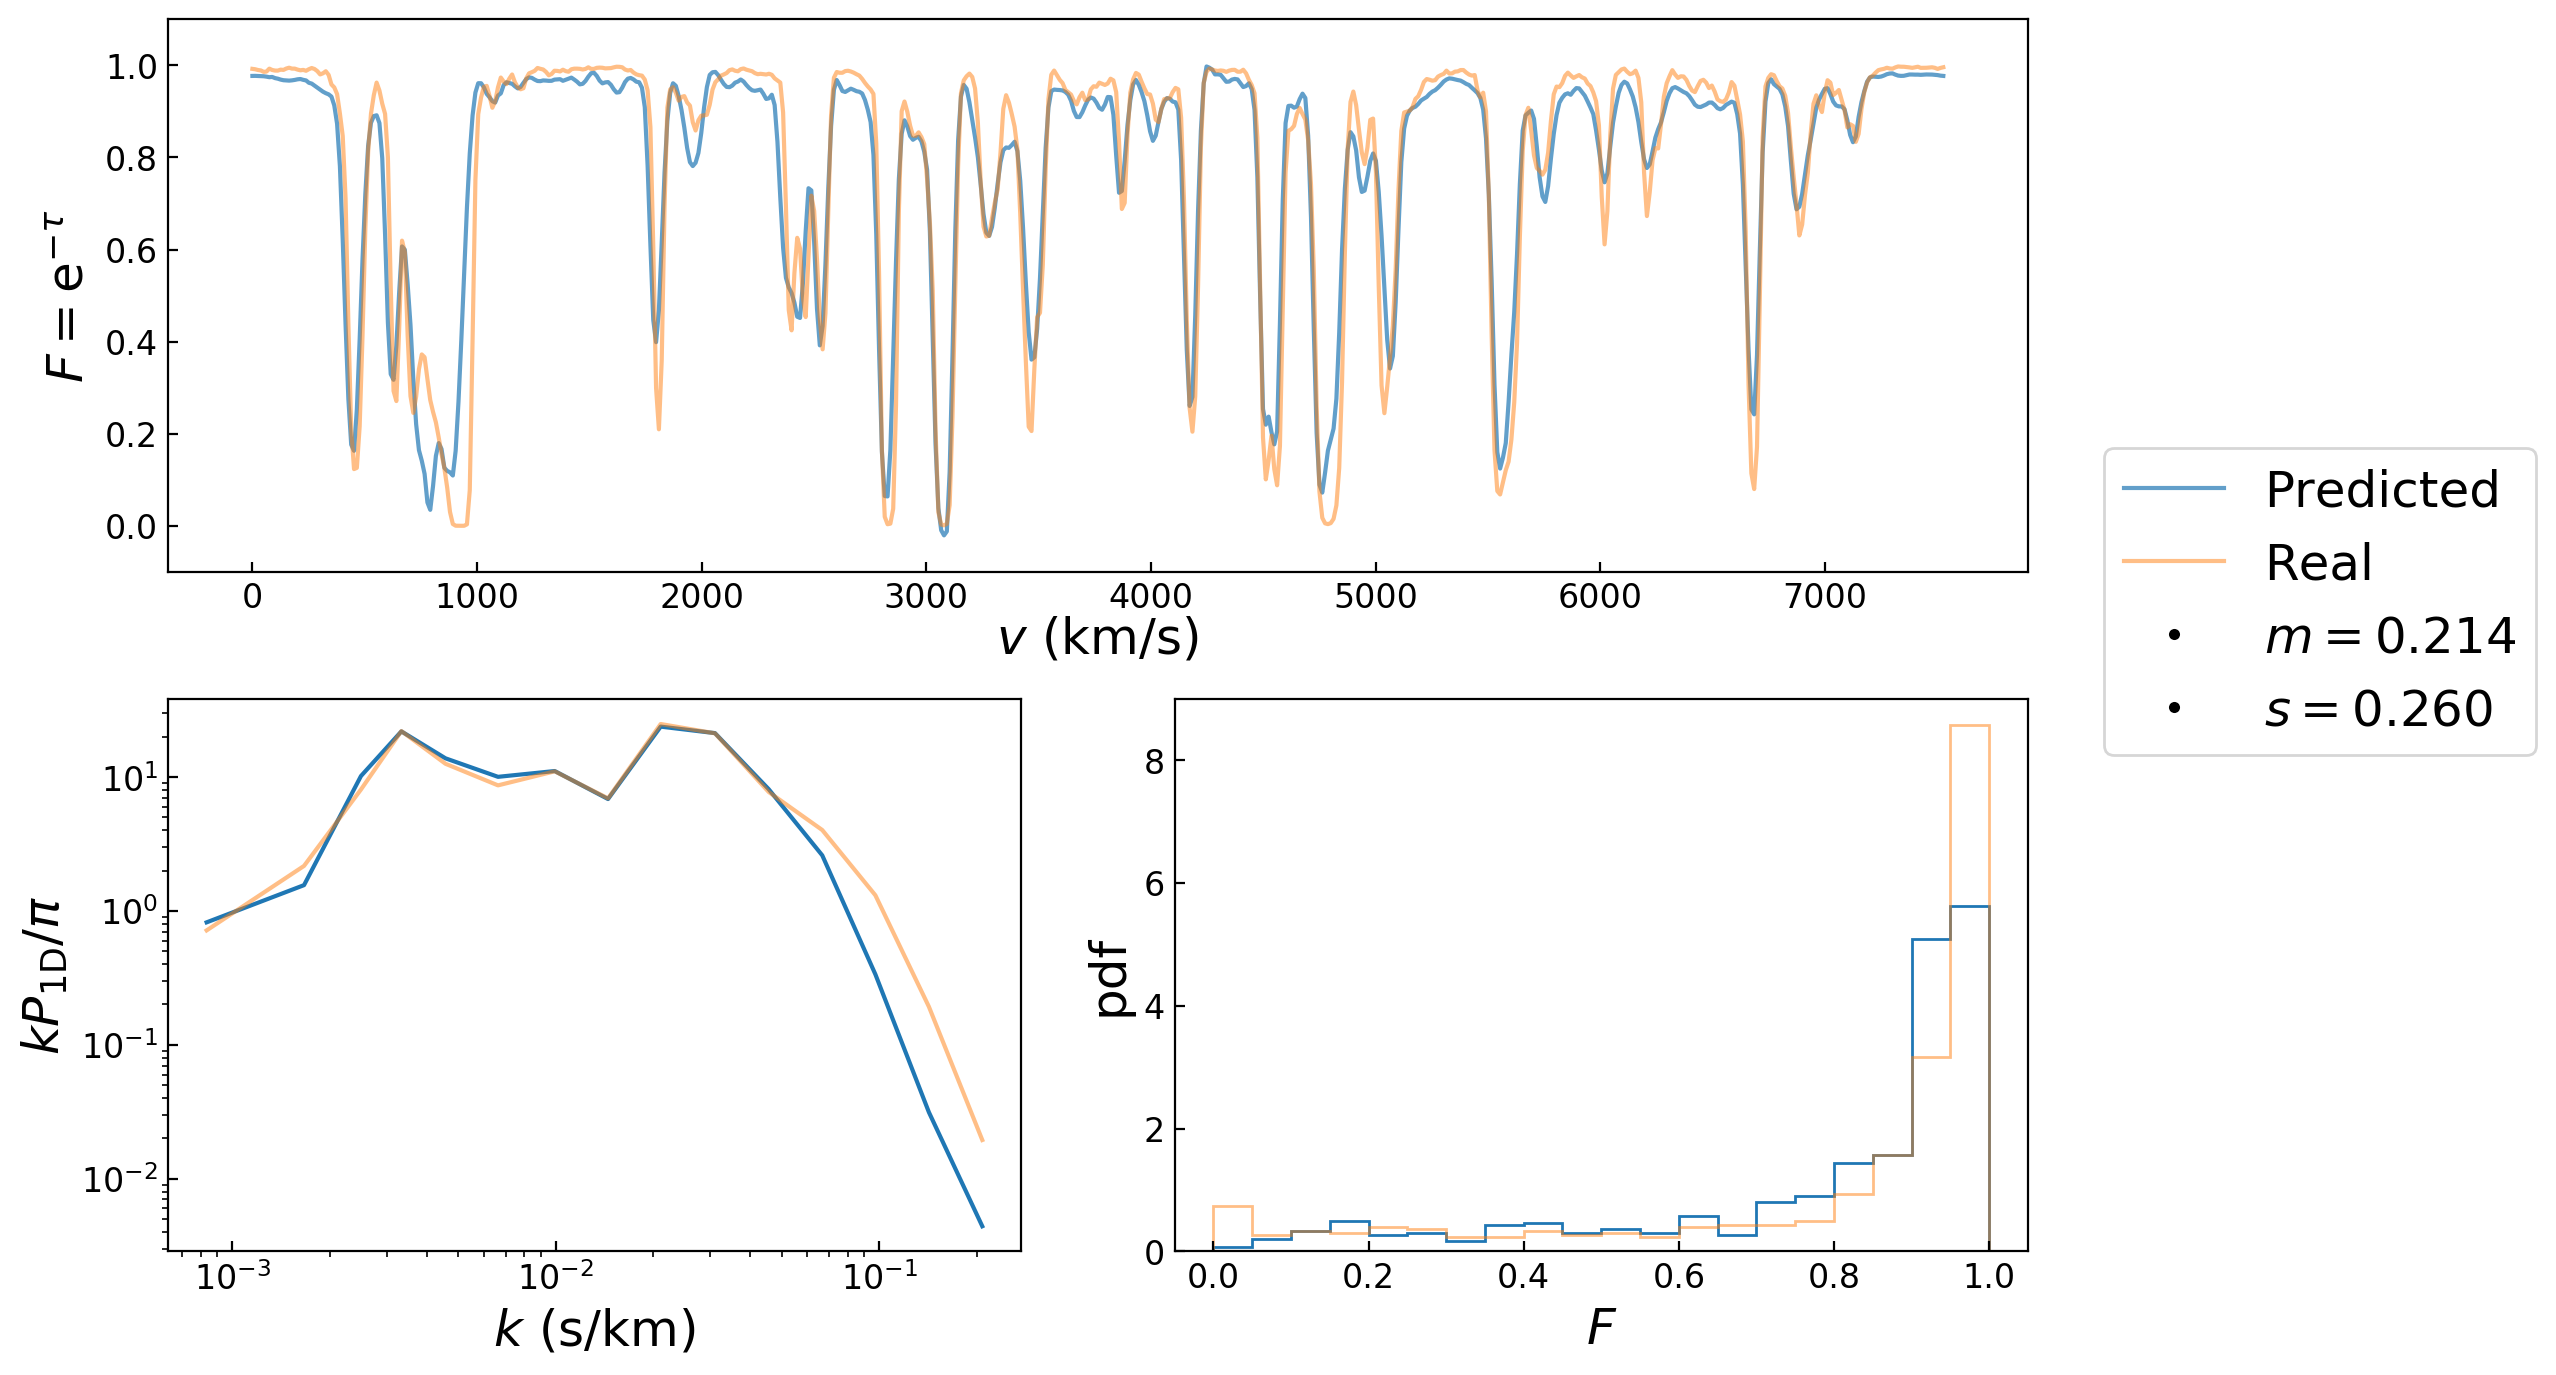 1.0
0.8
0.6
0.4
0.2
0.0
F = e^{−τ}
0 1000 2000 3000 4000 5000 6000 7000
v (km/s)
Predicted
Real
m = 0.214
s = 0.260
10^1
10^0
10^{−1}
10^{−2}
kP_{1D}/π
10^{−3} 10^{−2} 10^{−1}
k (s/km)
8
6
4
2
0
pdf
0.0 0.2 0.4 0.6 0.8 1.0
F